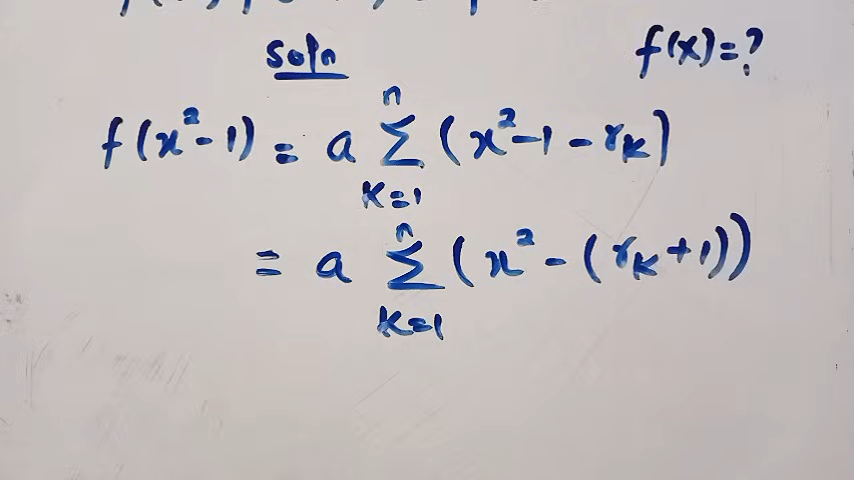 Soln
f(x)=?
f(x²-1) = a ∑_{k=1}^{n} (x²-1-r_k)
= a ∑_{k=1}^{n} (x²-(r_k+1))